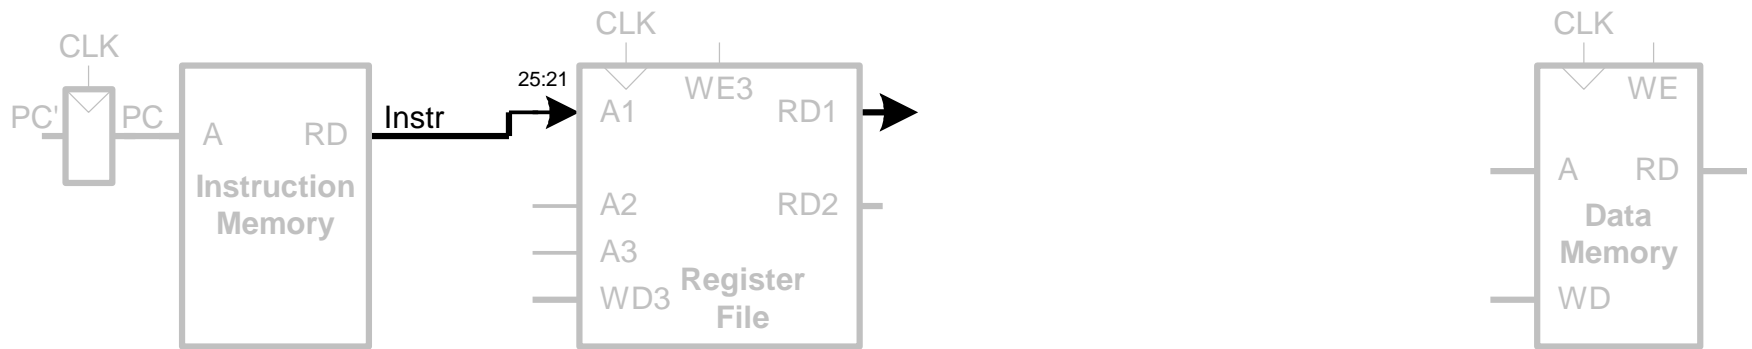 CLK
CLK
CLK
25:21
WE3
WE
PC'
PC
A
RD
Instr
A1
RD1
Instruction
Memory
A2
RD2
A
RD
Data
Memory
A3
WD3
Register
File
WD